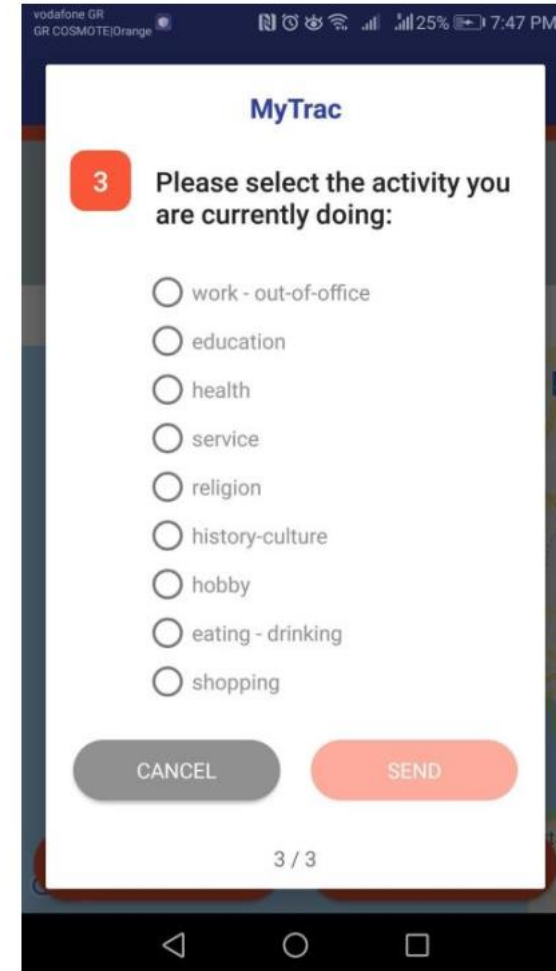 vodafone GR
GR COSMOTE|Orange
25% 7:47 PM
MyTrac
3 Please select the activity you
are currently doing:
work - out-of-office
education
health
service
religion
history-culture
hobby
eating - drinking
shopping
CANCEL SEND
3 / 3